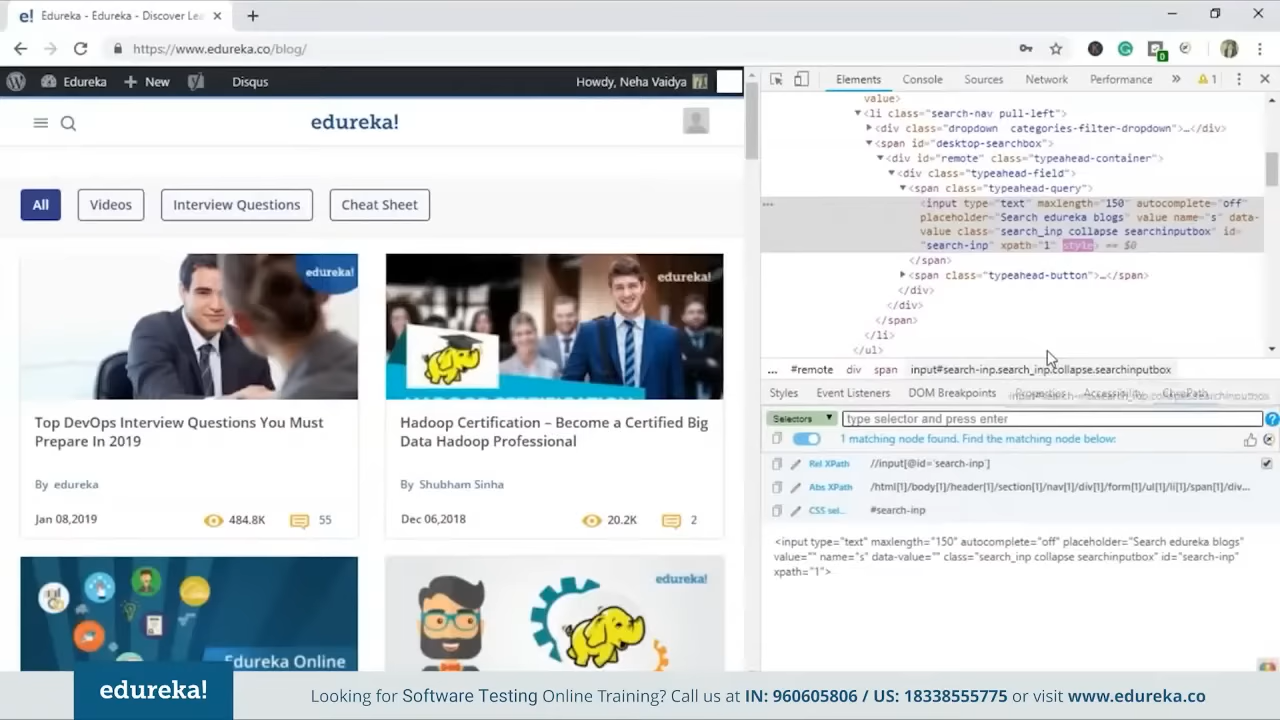 e! Edureka - Edureka - Discover Le
https://www.edureka.co/blog/
0
Edureka New Disqus Howdy, Neha Vaidya
edureka!
All Videos Interview Questions Cheat Sheet
edureka!
edureka!
Top DevOps Interview Questions You Must
Prepare In 2019
By edureka
Jan 08,2019 484.8K 55
Hadoop Certification – Become a Certified Big
Data Hadoop Professional
By Shubham Sinha
Dec 06,2018 20.2K 2
Edureka Online
edureka!
Elements Console Sources Network Performance » 1
value>
▼<li class="search-nav pull-left">
▶<div class="dropdown categories-filter-dropdown">…</div>
▼<span id="desktop-searchbox">
▼<div id="remote" class="typeahead-container">
▼<div class="typeahead-field">
▼<span class="typeahead-query">
<input type="text" maxlength="150" autocomplete="off"
placeholder="Search edureka blogs" value name="s" data-
value class="search_inp collapse searchinputbox" id=
"search-inp" xpath="1" style> == $0
</span>
▶<span class="typeahead-button">…</span>
</div>
</div>
</span>
</li>
</ul>
... #remote div span input#search-inp.search_inp.collapse.searchinputbox
Styles Event Listeners DOM Breakpoints Properties Accessibility ChroPath
Selectors ▼ type selector and press enter ?
1 matching node found. Find the matching node below:
Rel XPath //input[@id='search-inp']
Abs XPath /html[1]/body[1]/header[1]/section[1]/nav[1]/div[1]/form[1]/ul[1]/li[1]/span[1]/div...
CSS sel... #search-inp
<input type="text" maxlength="150" autocomplete="off" placeholder="Search edureka blogs"
value="" name="s" data-value="" class="search_inp collapse searchinputbox" id="search-inp"
xpath="1">
edureka! Looking for Software Testing Online Training? Call us at IN: 960605806 / US: 18338555775 or visit www.edureka.co